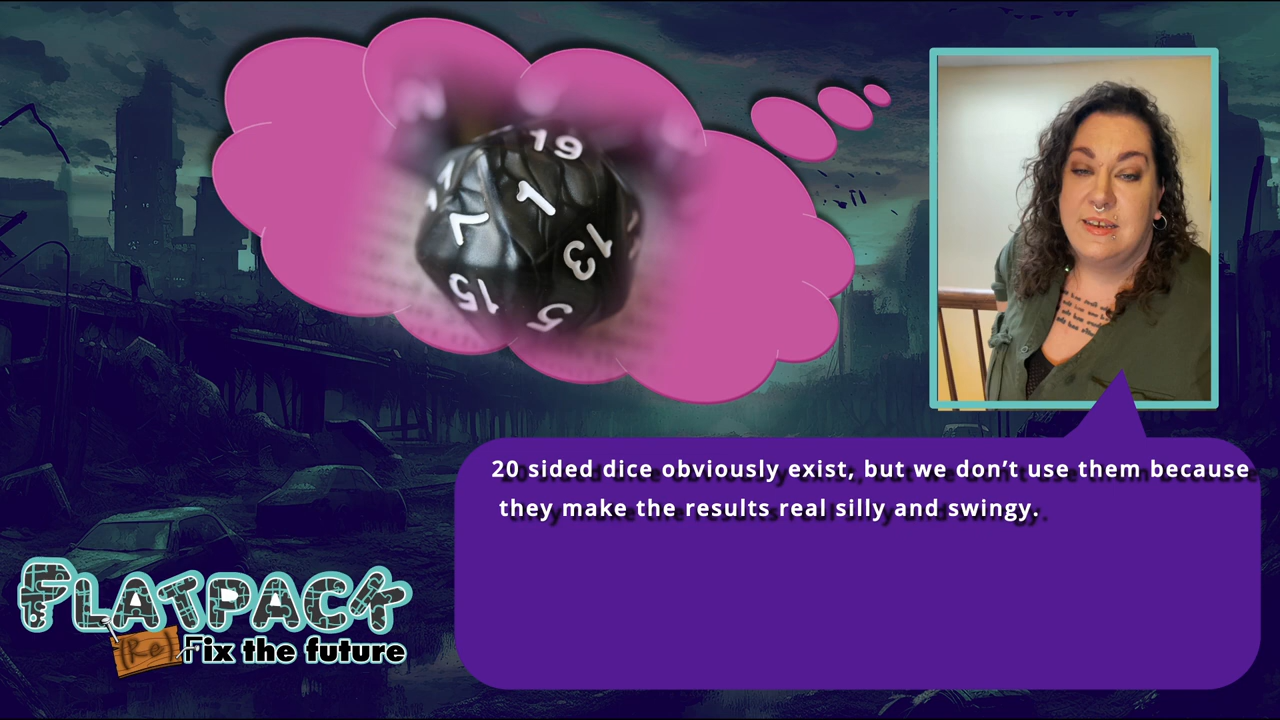 19
1
7
13
15
5
20 sided dice obviously exist, but we don't use them because
they make the results real silly and swingy.
FLATPACK
(Re) Fix the future